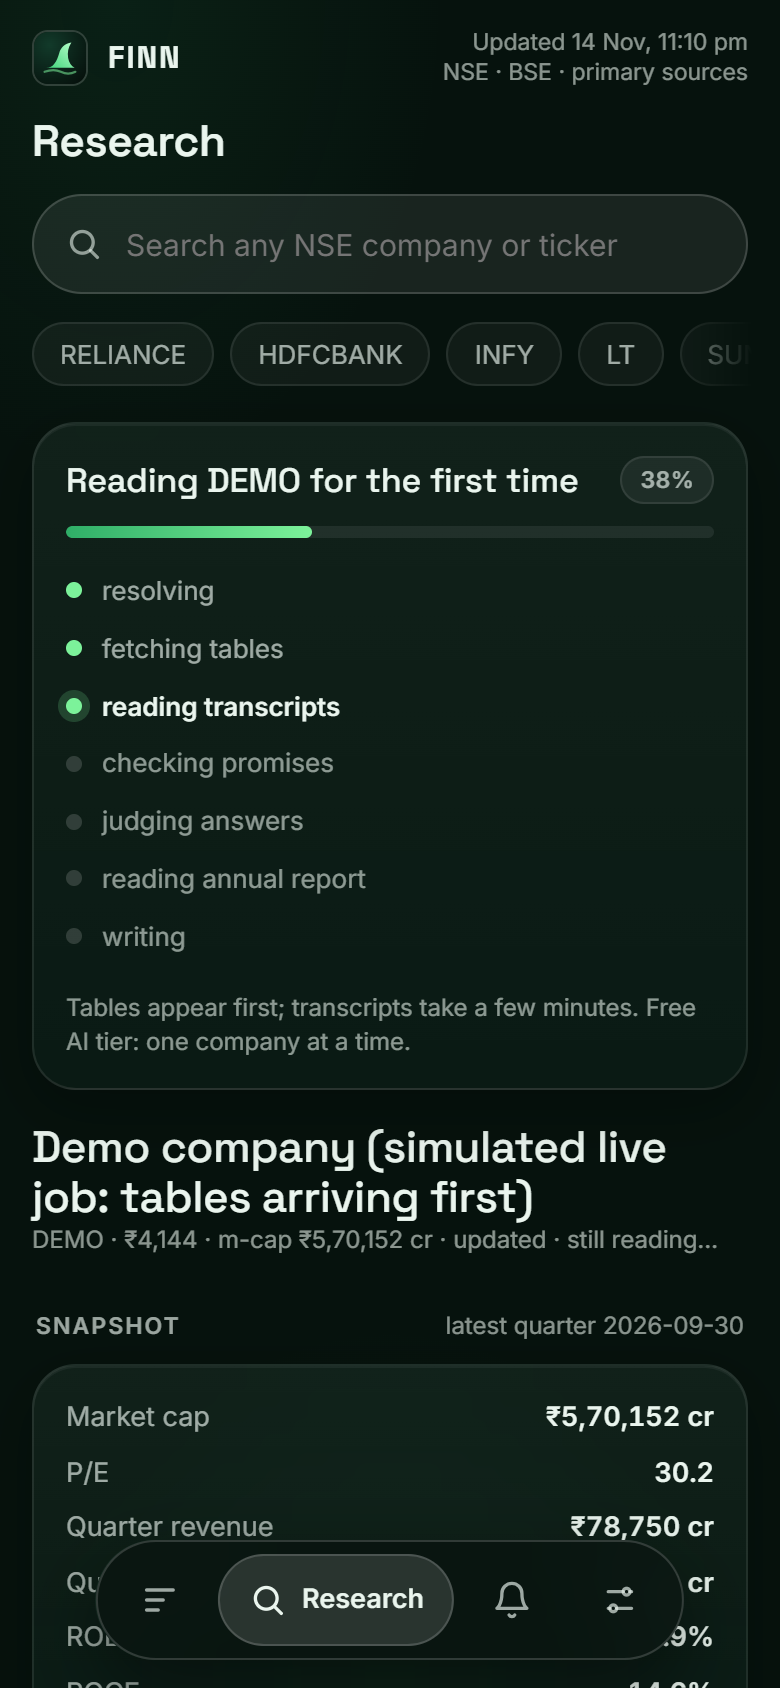 FINN
Updated 14 Nov, 11:10 pm
NSE · BSE · primary sources
Research
Search any NSE company or ticker
RELIANCE HDFCBANK INFY LT
Reading DEMO for the first time 38%
resolving
fetching tables
reading transcripts
checking promises
judging answers
reading annual report
writing
Tables appear first; transcripts take a few minutes. Free
AI tier: one company at a time.
Demo company (simulated live
job: tables arriving first)
DEMO · ₹4,144 · m-cap ₹5,70,152 cr · updated · still reading...
SNAPSHOT latest quarter 2026-09-30
Market cap ₹5,70,152 cr
P/E 30.2
Quarter revenue ₹78,750 cr
cr
Research